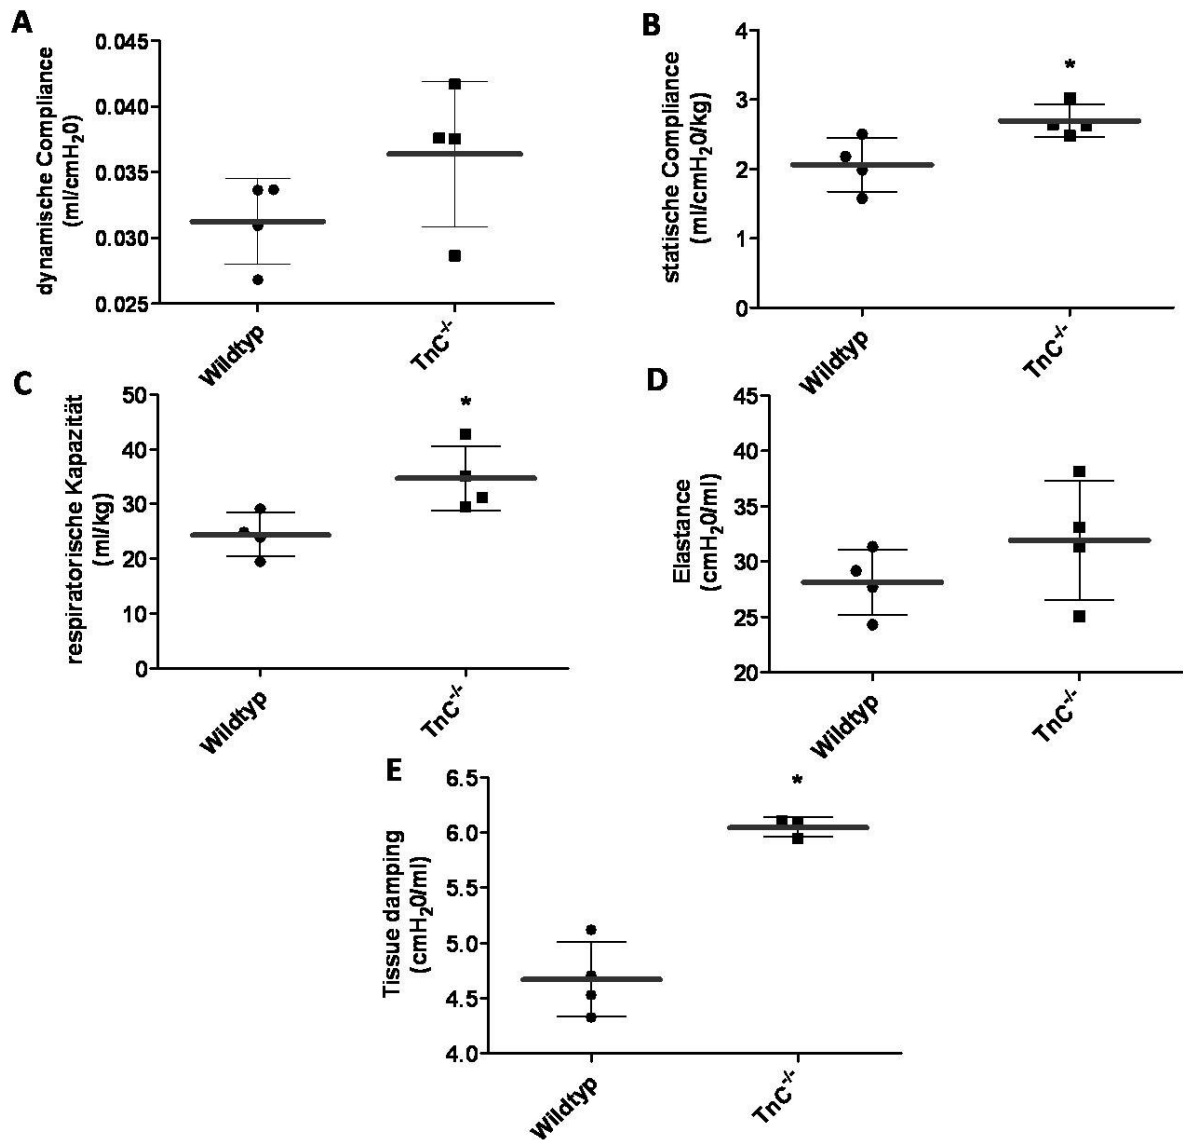 A
dynamische Compliance
(ml/cmH₂0)
0.045
0.040
0.035
0.030
0.025
Wildtyp
TnC⁻/⁻
B
statische Compliance
(ml/cmH₂0/kg)
4
3
2
1
0
*
Wildtyp
TnC⁻/⁻
C
respiratorische Kapazität
(ml/kg)
50
40
30
20
10
0
*
Wildtyp
TnC⁻/⁻
D
Elastance
(cmH₂0/ml)
45
40
35
30
25
20
Wildtyp
TnC⁻/⁻
E
Tissue damping
(cmH₂0/ml)
6.5
6.0
5.5
5.0
4.5
4.0
*
Wildtyp
TnC⁻/⁻